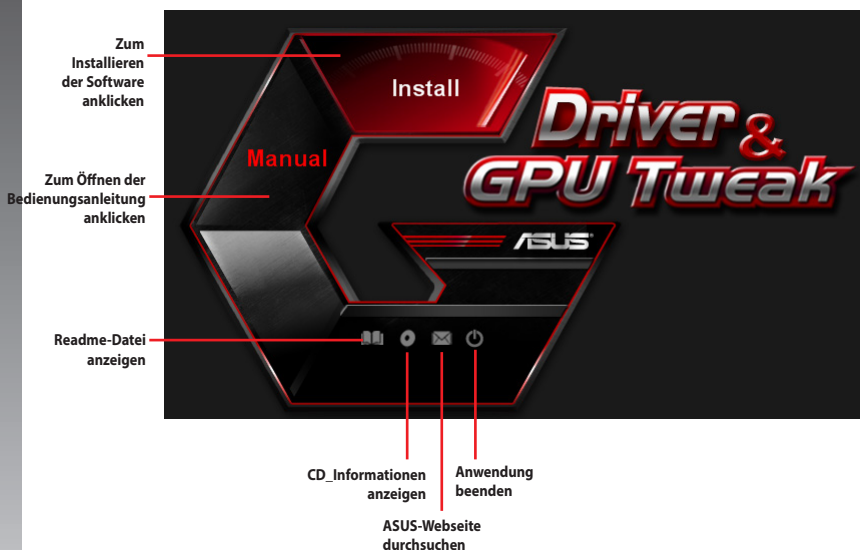 Zum
Installieren
der Software
anklicken
Install
Driver &
GPU Tweak
Manual
Zum Öffnen der
Bedienungsanleitung
anklicken
ASUS
Readme-Datei
anzeigen
CD_Informationen
anzeigen
Anwendung
beenden
ASUS-Webseite
durchsuchen